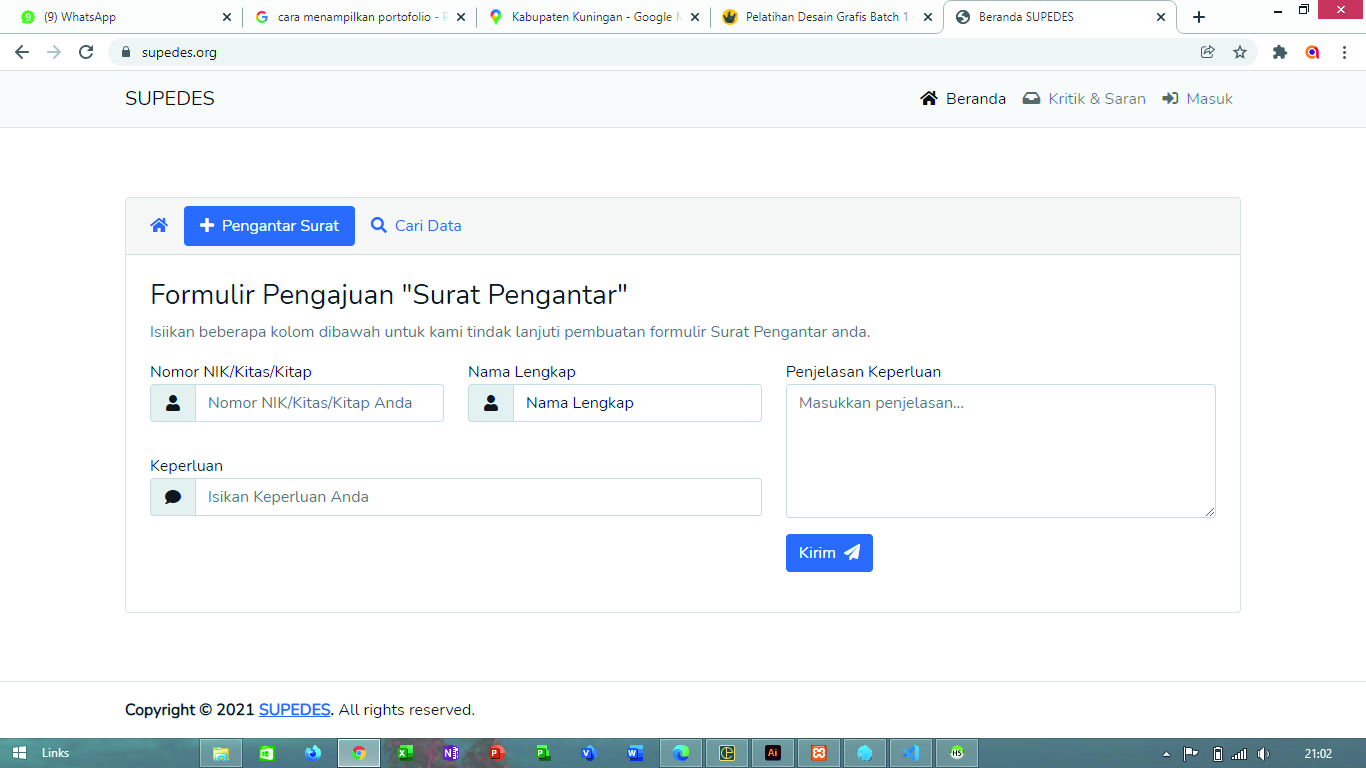 (9) WhatsApp
cara menampilkan portofolio - P
Kabupaten Kuningan - Google M
Pelatihan Desain Grafis Batch 1 -
Beranda SUPEDES
supedes.org
SUPEDES
Beranda
Kritik & Saran
Masuk
Pengantar Surat
Cari Data
Formulir Pengajuan "Surat Pengantar"
Isiikan beberapa kolom dibawah untuk kami tindak lanjuti pembuatan formulir Surat Pengantar anda.
Nomor NIK/Kitas/Kitap
Nomor NIK/Kitas/Kitap Anda
Nama Lengkap
Nama Lengkap
Penjelasan Keperluan
Masukkan penjelasan...
Keperluan
Isikan Keperluan Anda
Kirim
Copyright © 2021 SUPEDES. All rights reserved.
Links
Ai
HS
21:02